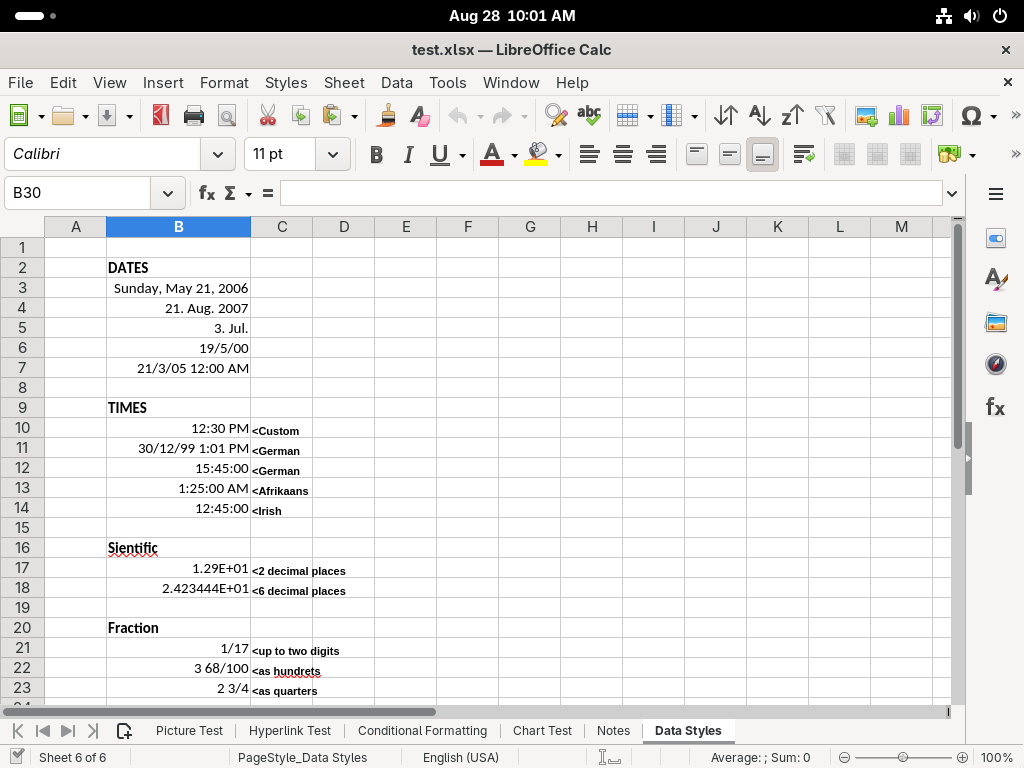 Aug 28 10:01 AM
test.xlsx — LibreOffice Calc
File Edit View Insert Format Styles Sheet Data Tools Window Help
Calibri 11 pt
B30
A B C D E F G H I J K L M
1
2 DATES
3 Sunday, May 21, 2006
4 21. Aug. 2007
5 3. Jul.
6 19/5/00
7 21/3/05 12:00 AM
8
9 TIMES
10 12:30 PM <Custom
11 30/12/99 1:01 PM <German
12 15:45:00 <German
13 1:25:00 AM <Afrikaans
14 12:45:00 <Irish
15
16 Sientific
17 1.29E+01 <2 decimal places
18 2.423444E+01 <6 decimal places
19
20 Fraction
21 1/17 <up to two digits
22 3 68/100 <as hundrets
23 2 3/4 <as quarters
Picture Test Hyperlink Test Conditional Formatting Chart Test Notes Data Styles
Sheet 6 of 6 PageStyle_Data Styles English (USA) Average: ; Sum: 0 100%